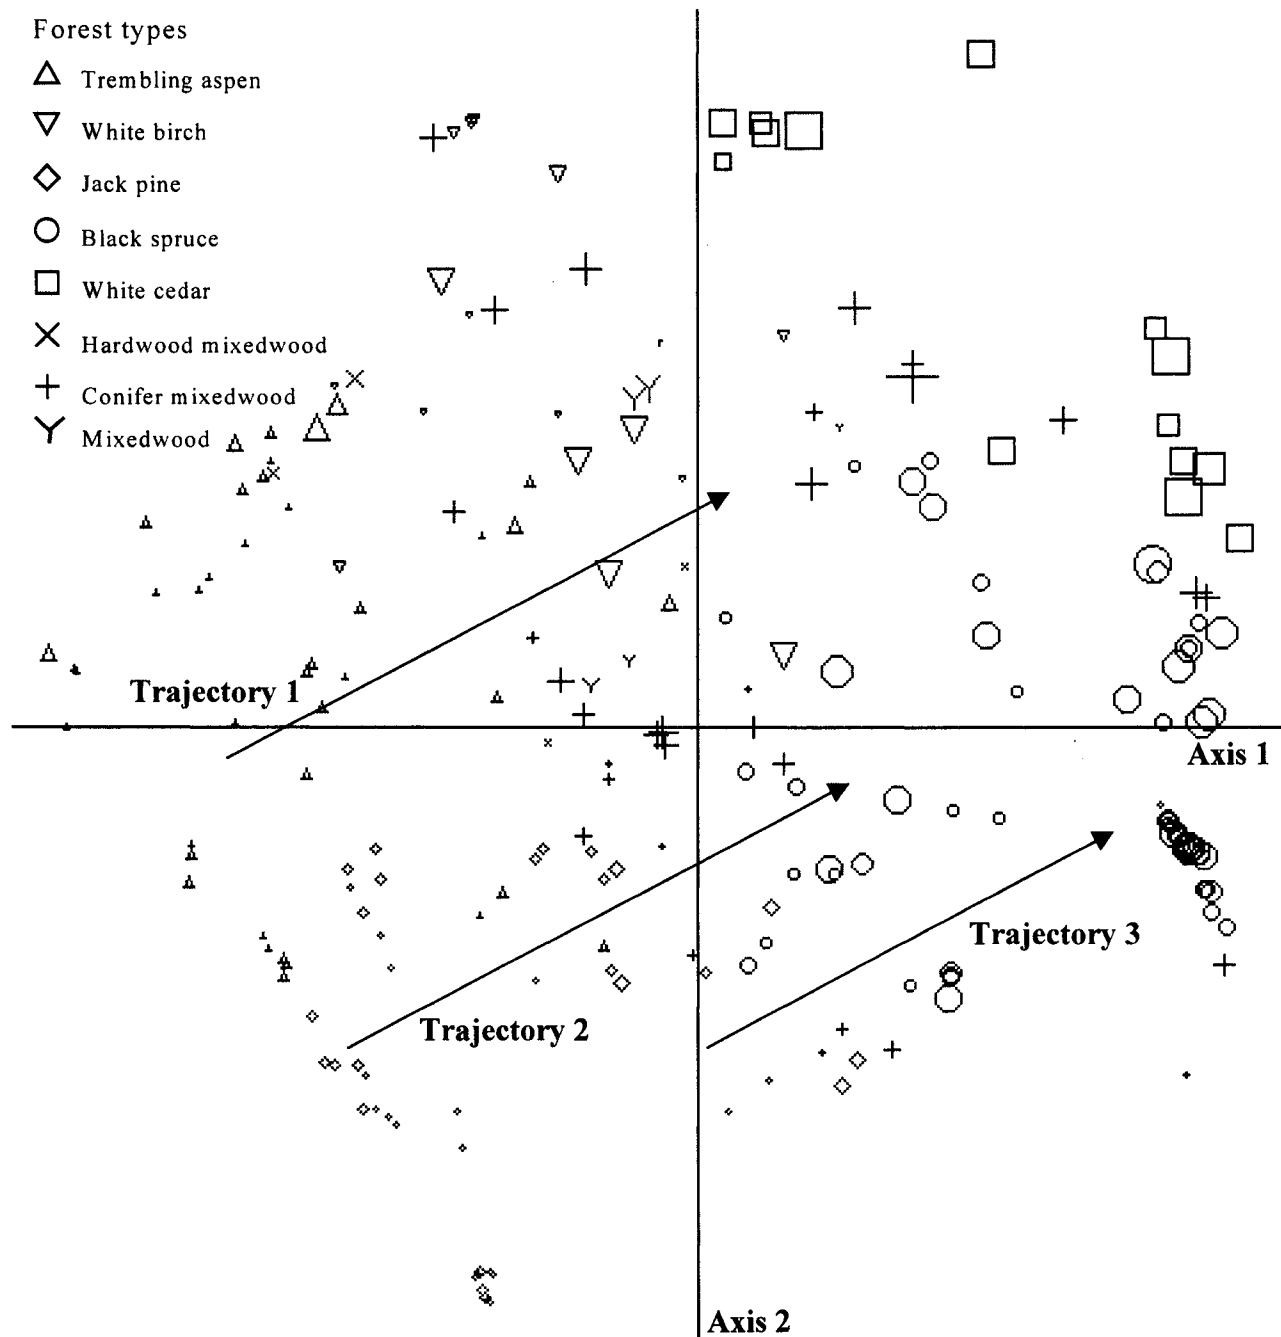 Forest types
Trembling aspen
White birch
Jack pine
Black spruce
White cedar
Hardwood mixedwood
Conifer mixedwood
Mixedwood
Trajectory 1
Axis 1
Trajectory 3
Trajectory 2
Axis 2